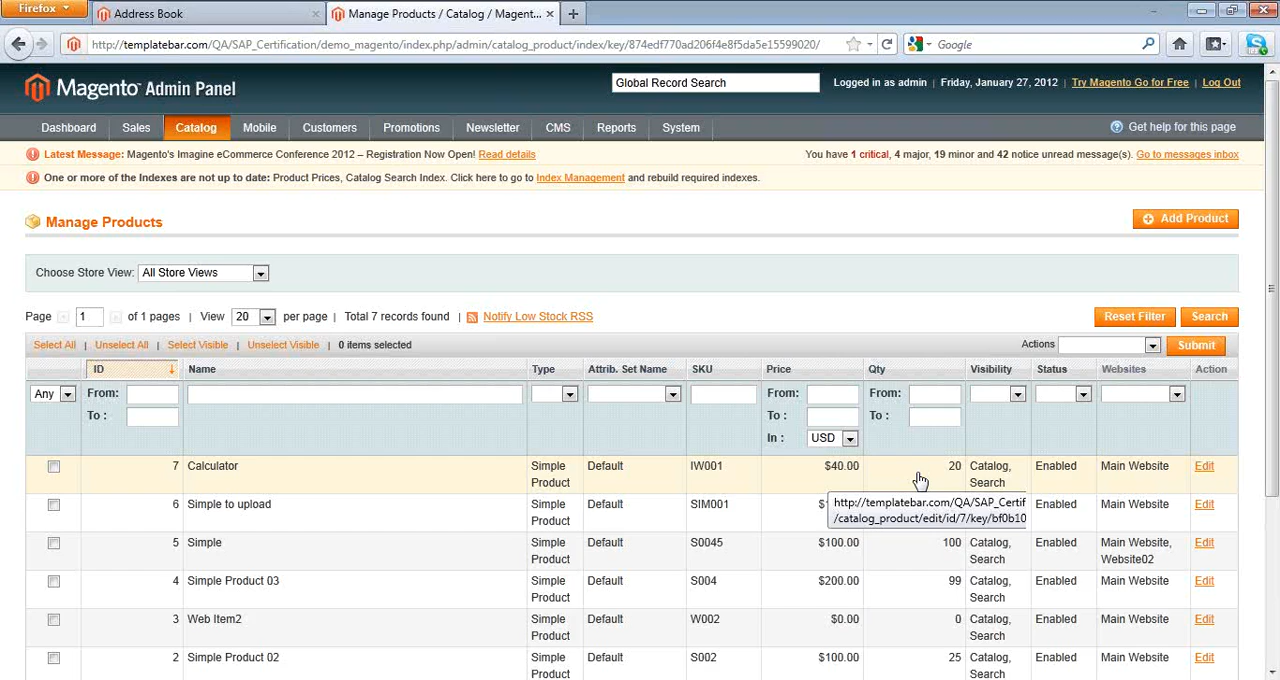 Firefox
Address Book
Manage Products / Catalog / Magent...
http://templatebar.com/QA/SAP_Certification/demo_magento/index.php/admin/catalog_product/index/key/874edf770ad206f4e8f5da5e15599020/
Google
Magento Admin Panel
Global Record Search
Logged in as admin | Friday, January 27, 2012 | Try Magento Go for Free | Log Out
Dashboard Sales Catalog Mobile Customers Promotions Newsletter CMS Reports System
Get help for this page
Latest Message: Magento's Imagine eCommerce Conference 2012 – Registration Now Open! Read details
You have 1 critical, 4 major, 19 minor and 42 notice unread message(s). Go to messages inbox
One or more of the Indexes are not up to date: Product Prices, Catalog Search Index. Click here to go to Index Management and rebuild required indexes.
Manage Products
Add Product
Choose Store View: All Store Views
Page 1 of 1 pages | View 20 per page | Total 7 records found | Notify Low Stock RSS
Reset Filter Search
Select All | Unselect All | Select Visible | Unselect Visible | 0 items selected
Actions Submit
ID Name Type Attrib. Set Name SKU Price Qty Visibility Status Websites Action
Any From: From: From:
To : To : To :
In : USD
7 Calculator Simple Product Default IW001 $40.00 20 Catalog, Search Enabled Main Website Edit
6 Simple to upload Simple Product Default SIM001 Enabled Main Website Edit
http://templatebar.com/QA/SAP_Certif
/catalog_product/edit/id/7/key/bf0b10
5 Simple Simple Product Default S0045 $100.00 100 Catalog, Search Enabled Main Website, Website02 Edit
4 Simple Product 03 Simple Product Default S004 $200.00 99 Catalog, Search Enabled Main Website Edit
3 Web Item2 Simple Product Default W002 $0.00 0 Catalog, Search Enabled Main Website Edit
2 Simple Product 02 Simple Product Default S002 $100.00 25 Catalog, Search Enabled Main Website Edit